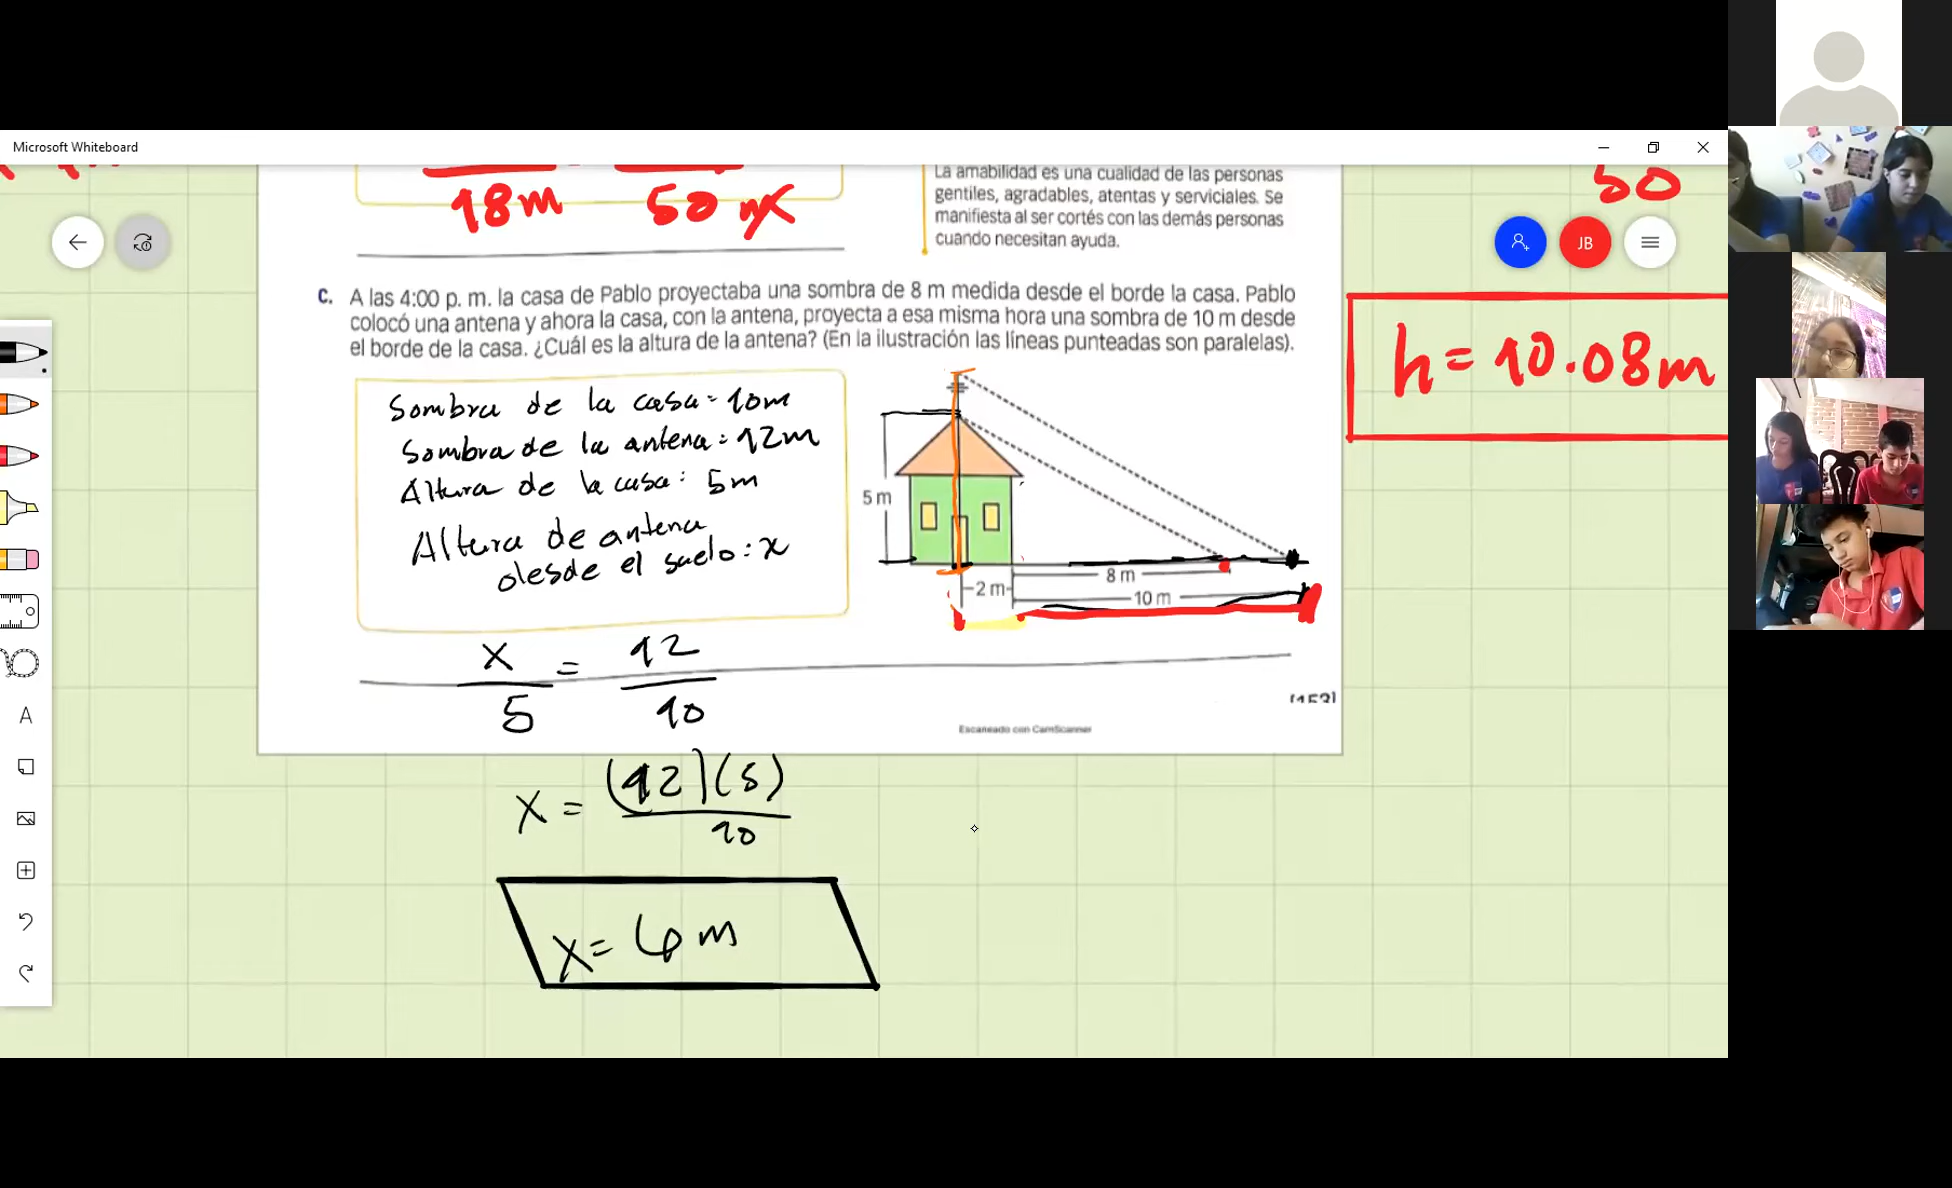 Microsoft Whiteboard
18m 50 m
50
La amabilidad es una cualidad de las personas
gentiles, agradables, atentas y serviciales. Se
manifiesta al ser cortés con las demás personas
cuando necesitan ayuda.
JB
c. A las 4:00 p. m. la casa de Pablo proyectaba una sombra de 8 m medida desde el borde la casa. Pablo
colocó una antena y ahora la casa, con la antena, proyecta a esa misma hora una sombra de 10 m desde
el borde de la casa. ¿Cuál es la altura de la antena? (En la ilustración las líneas punteadas son paralelas).
h = 10.08m
Sombra de la casa = 10m
Sombra de la antena = 12m
Altura de la casa: 5m
Altura de antena
desde el suelo: x
5 m
8 m
2 m
10 m
x = 12
5 10
Escaneado con CamScanner
x = (12)(5)
10
x = 6 m
A